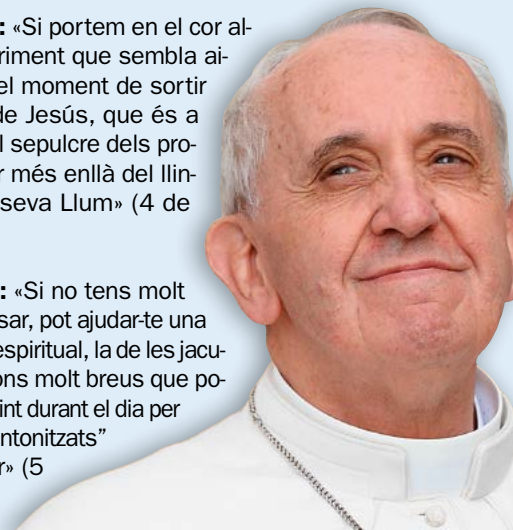 : «Si portem en el cor al-
riment que sembla ai-
el moment de sortir
de Jesús, que és a
l sepulcre dels pro-
r més enllà del llin-
seva Llum» (4 de
: «Si no tens molt
sar, pot ajudar-te una
espiritual, la de les jacu-
ons molt breus que po-
int durant el dia per
ntonitzats”
r» (5